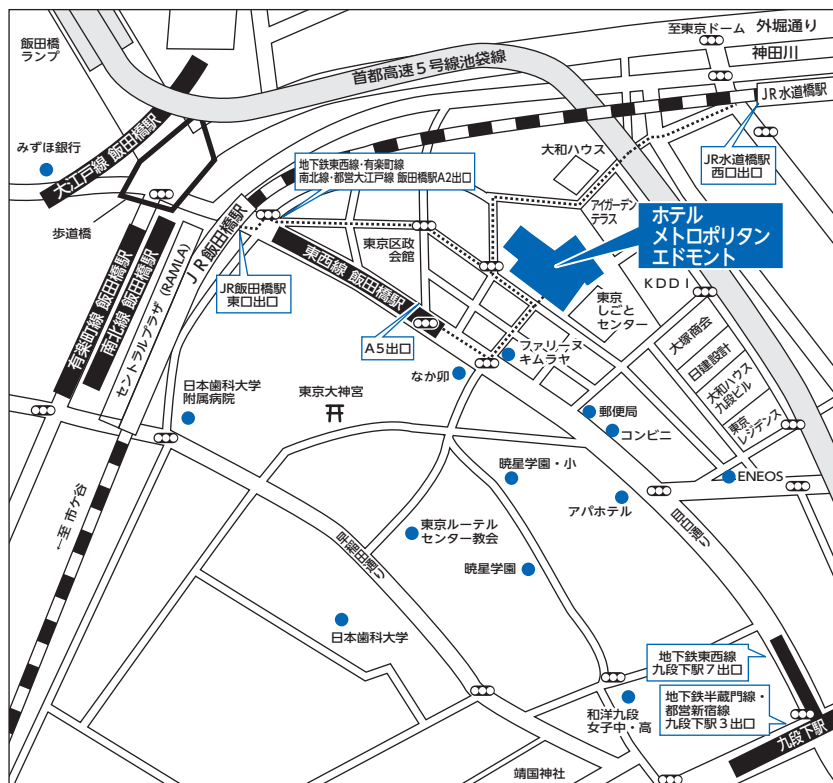 飯田橋
ランプ
至東京ドーム
外堀通り
神田川
首都高速5号線池袋線
JR水道橋駅
みずほ銀行
大江戸線 飯田橋駅
地下鉄東西線・有楽町線
南北線・都営大江戸線 飯田橋駅A2出口
大和ハウス
JR水道橋駅
西口出口
歩道橋
JR飯田橋駅
アイガーデン
テラス
ホテル
メトロポリタン
エドモント
東京区政
会館
東西線 飯田橋駅
JR飯田橋駅
東口出口
KDDI
東京
しごと
センター
有楽町線 飯田橋駅
南北線 飯田橋駅
セントラルプラザ (RAMLA)
A5出口
ファリーヌ
キムラヤ
大塚商会
日建設計
大和ハウス
九段ビル
東京
レジデンス
なか卯
日本歯科大学
附属病院
東京大神宮
郵便局
コンビニ
暁星学園・小
ENEOS
アパホテル
目白通り
←至 市ケ谷
早稲田通り
東京ルーテル
センター教会
暁星学園
日本歯科大学
地下鉄東西線
九段下駅7出口
地下鉄半蔵門線・
都営新宿線
九段下駅3出口
和洋九段
女子中・高
九段下駅
靖国神社